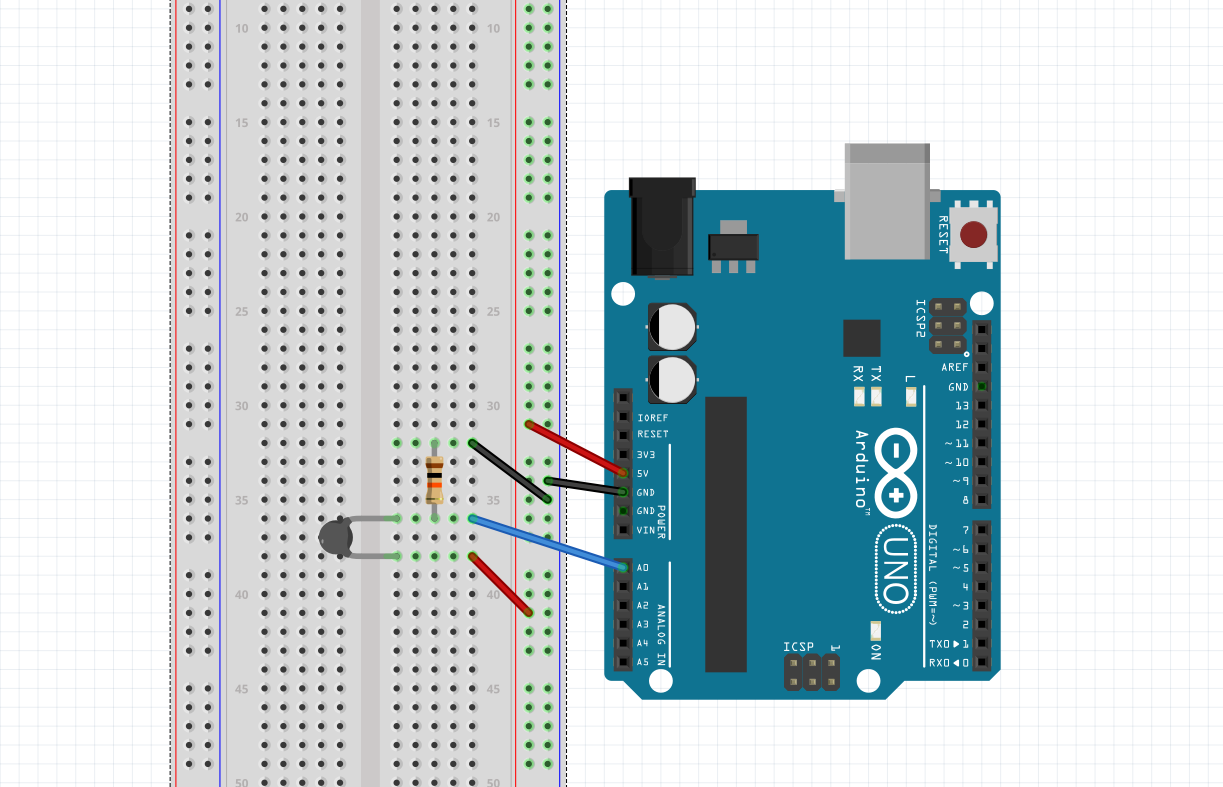 10 10
15 15
20 20
25 25
30 30
35 35
40 40
45 45
50 50
RESET
ICSP2
AREF
GND
13
12
~11
~10
~9
8
7
~6
~5
4
~3
2
TX0▶1
RX0◀0
DIGITAL (PWM=~)
RX
TX
L
IOREF
RESET
3V3
5V
GND
GND
VIN
POWER
A0
A1
A2
A3
A4
A5
ANALOG IN
Arduino™
UNO
ON
ICSP
1